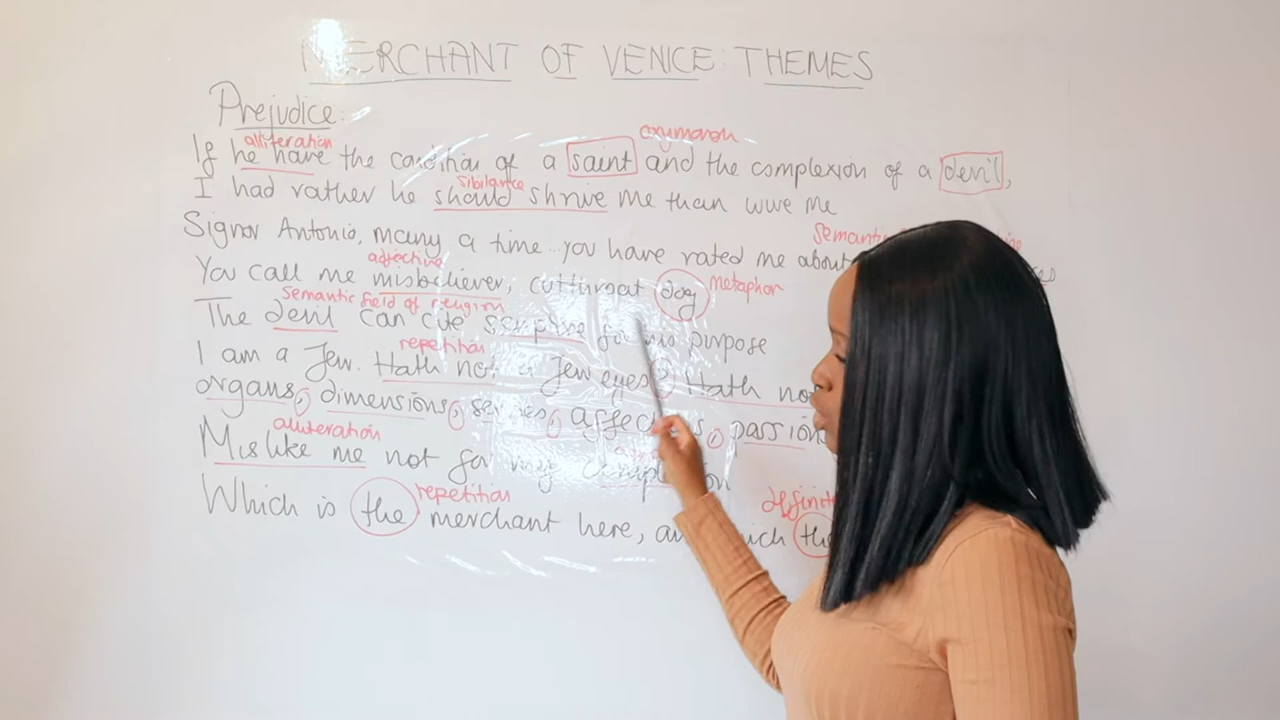 MERCHANT OF VENICE: THEMES
Prejudice:
alliteration
oxymoron
If he have the condition of a saint and the complexion of a devil,
sibilance
I had rather he should shrive me than wive me
Semantic
Signor Antonio, many a time.. you have rated me about
adjective
You call me misbeliever, cutthroat dog metaphor
Semantic field of religion
The devil can cite scripture for his purpose
repetition
I am a Jew. Hath not a Jew eyes? Hath not
organs, dimensions, senses, affections, passions
alliteration
Mislike me not for my complexion
repetition
definite
Which is the merchant here, and which the